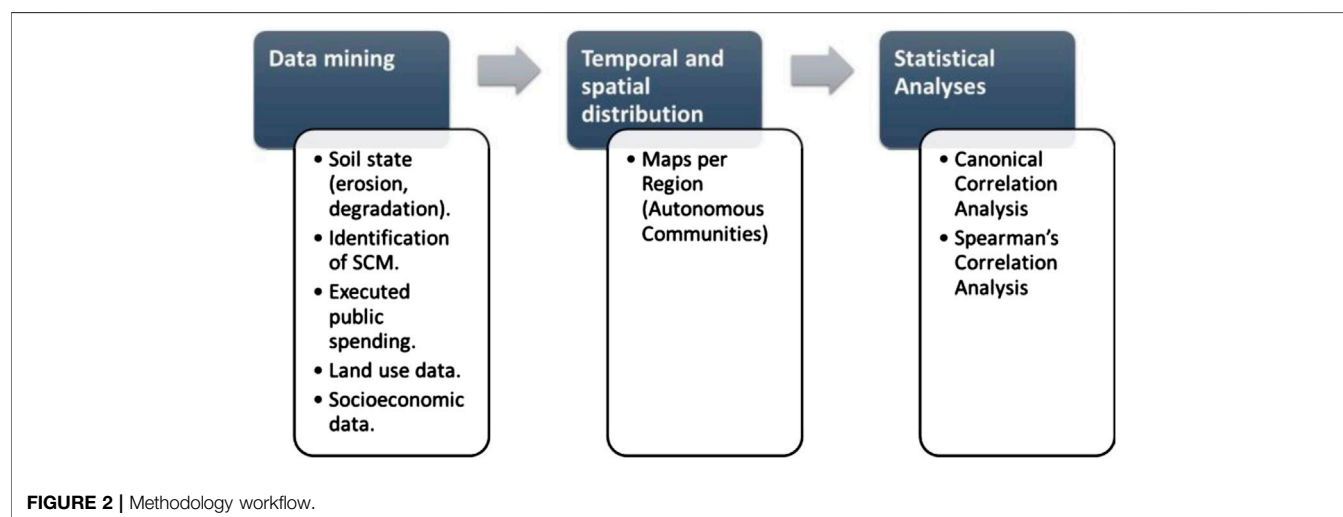 Data mining
• Soil state
(erosion,
degradation).
• Identification
of SCM.
• Executed
public
spending.
• Land use data.
• Socioeconomic
data.
Temporal and
spatial
distribution
• Maps per
Region
(Autonomous
Communities)
Statistical
Analyses
• Canonical
Correlation
Analysis
• Spearman's
Correlation
Analysis
FIGURE 2 | Methodology workflow.